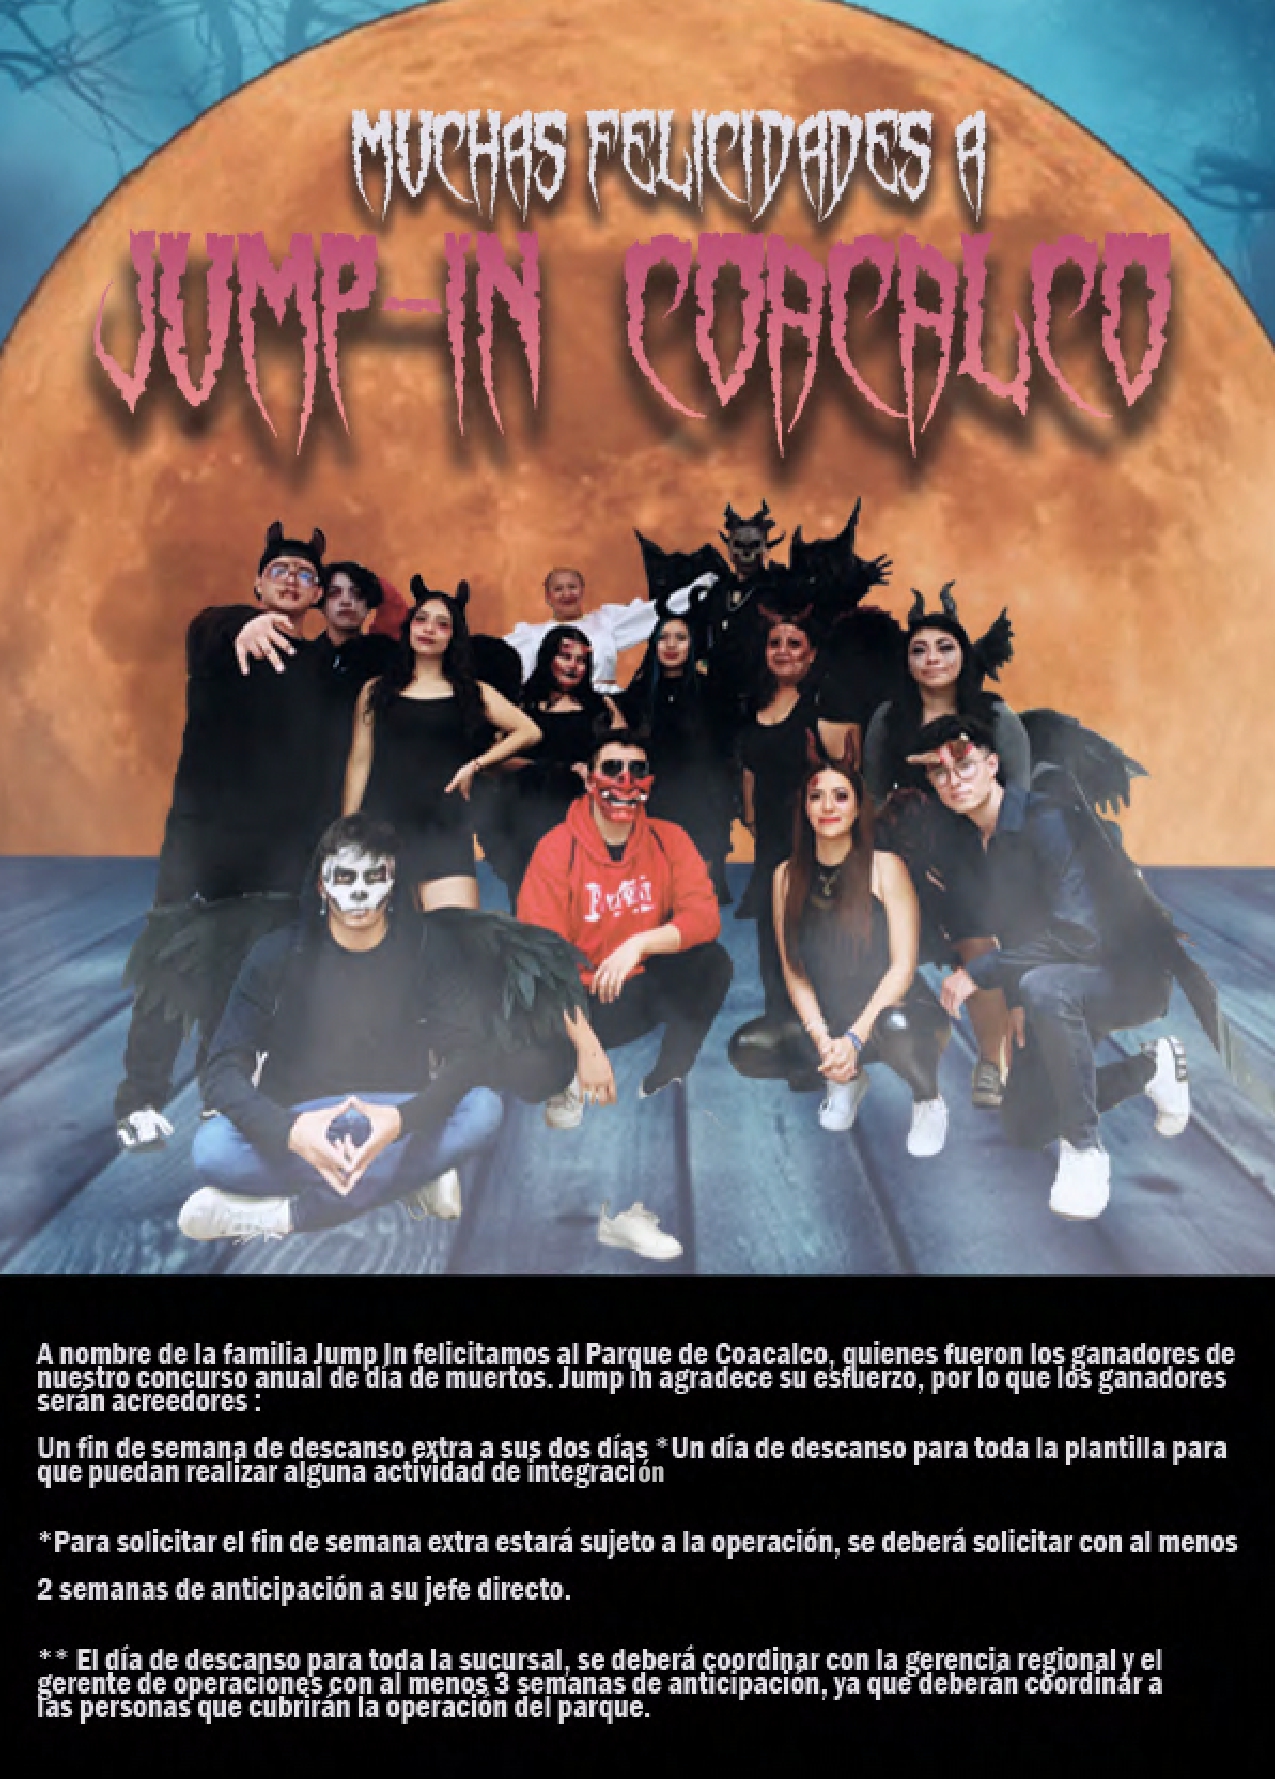 MUCHAS FELICIDADES A
JUMP-IN COACALCO
A nombre de la familia Jump In felicitamos al Parque de Coacalco, quienes fueron los ganadores de
nuestro concurso anual de día de muertos. Jump in agradece su esfuerzo, por lo que los ganadores
serán acreedores :
Un fin de semana de descanso extra a sus dos días *Un día de descanso para toda la plantilla para
que puedan realizar alguna actividad de integración
*Para solicitar el fin de semana extra estará sujeto a la operación, se deberá solicitar con al menos
2 semanas de anticipación a su jefe directo.
** El día de descanso para toda la sucursal, se deberá coordinar con la gerencia regional y el
gerente de operaciones con al menos 3 semanas de anticipación, ya que deberán coordinar a
las personas que cubrirán la operación del parque.